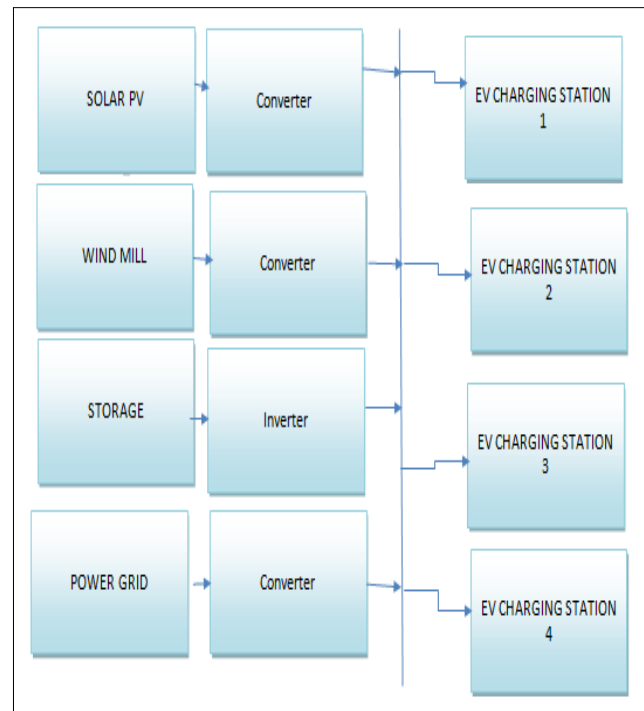 SOLAR PV
Converter
EV CHARGING STATION
1
WIND MILL
Converter
EV CHARGING STATION
2
STORAGE
Inverter
EV CHARGING STATION
3
POWER GRID
Converter
EV CHARGING STATION
4